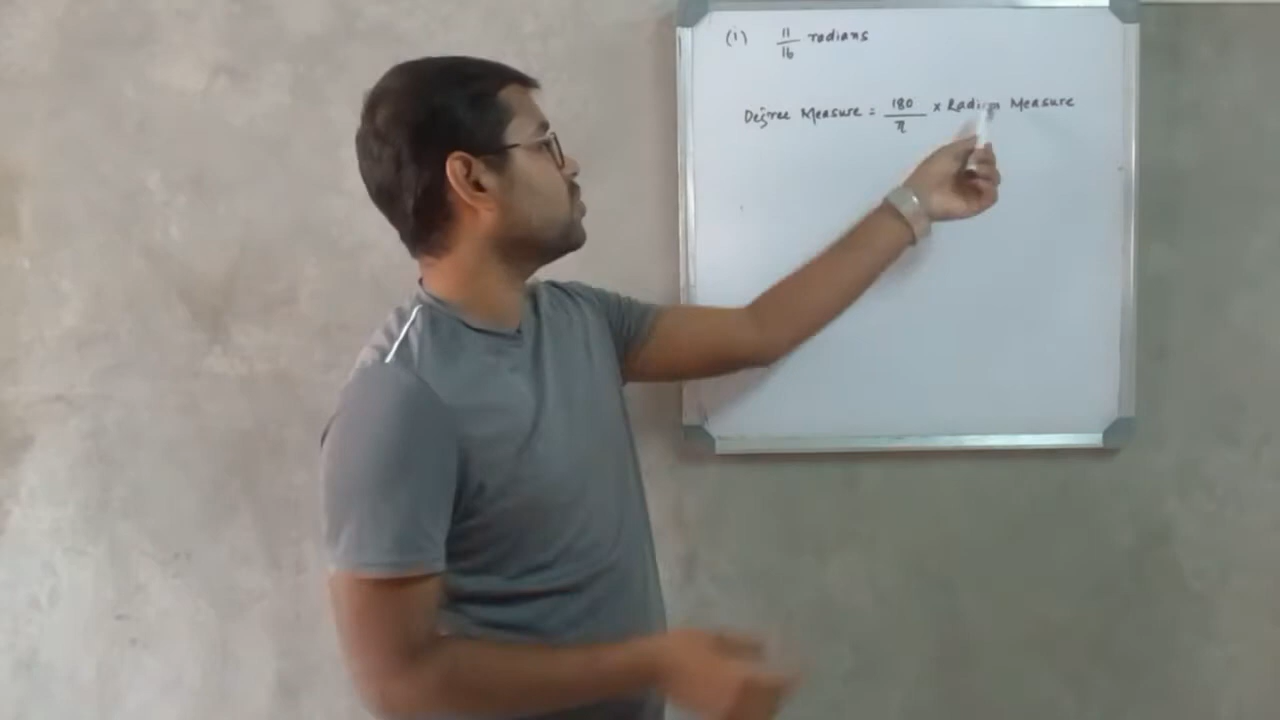 (i) 11/16 radians
Degree Measure = 180/π × Radian Measure